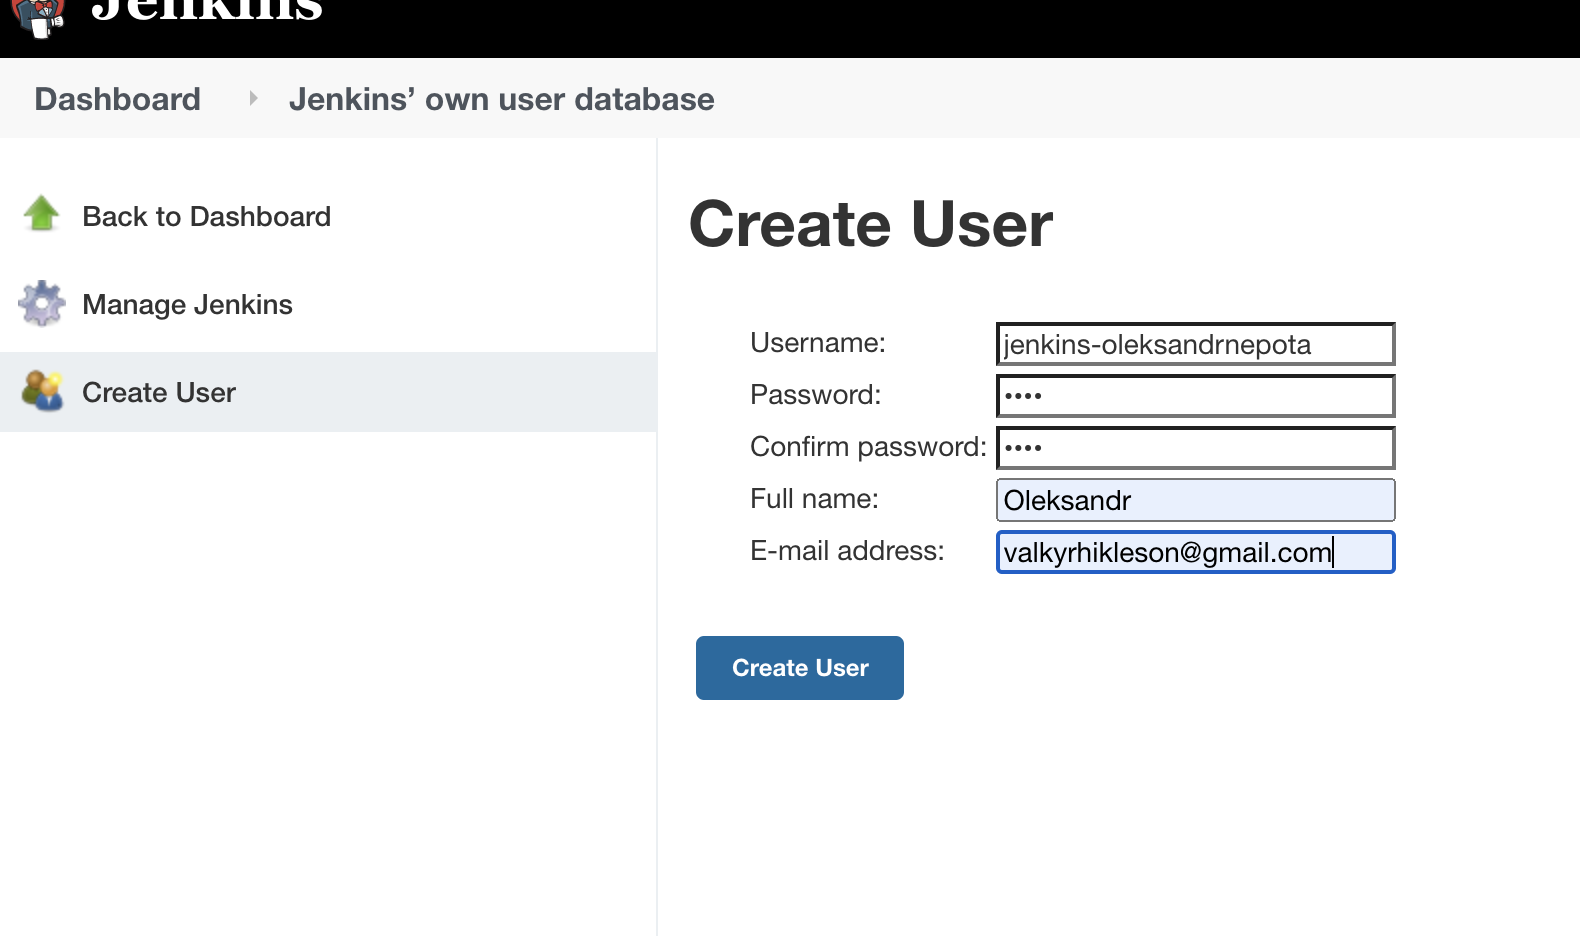 Jenkins
Dashboard Jenkins’ own user database
Back to Dashboard
Manage Jenkins
Create User
Create User
Username: jenkins-oleksandrnepota
Password: ••••
Confirm password: ••••
Full name: Oleksandr
E-mail address: valkyrhikleson@gmail.com
Create User